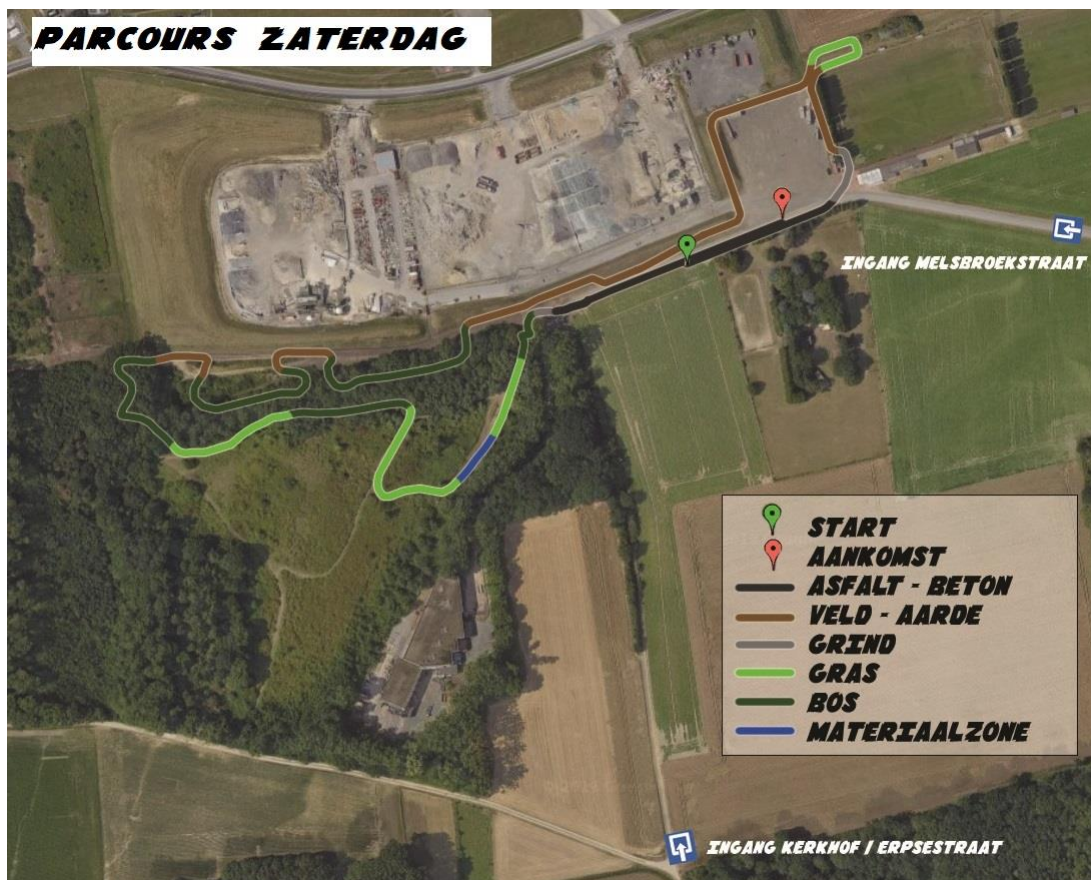 PARCOURS ZATERDAG
INGANG MELSBROEKSTRAAT
START
AANKOMST
ASFALT - BETON
VELD - AARDE
GRIND
GRAS
BOS
MATERIAALZONE
INGANG KERKHOF / ERPSESTRAAT